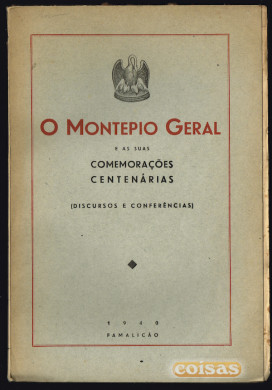 O MONTEPIO GERAL
E AS SUAS
COMEMORAÇÕES
CENTENÁRIAS
(DISCURSOS E CONFERÊNCIAS)
FAMALICÃO
coisas